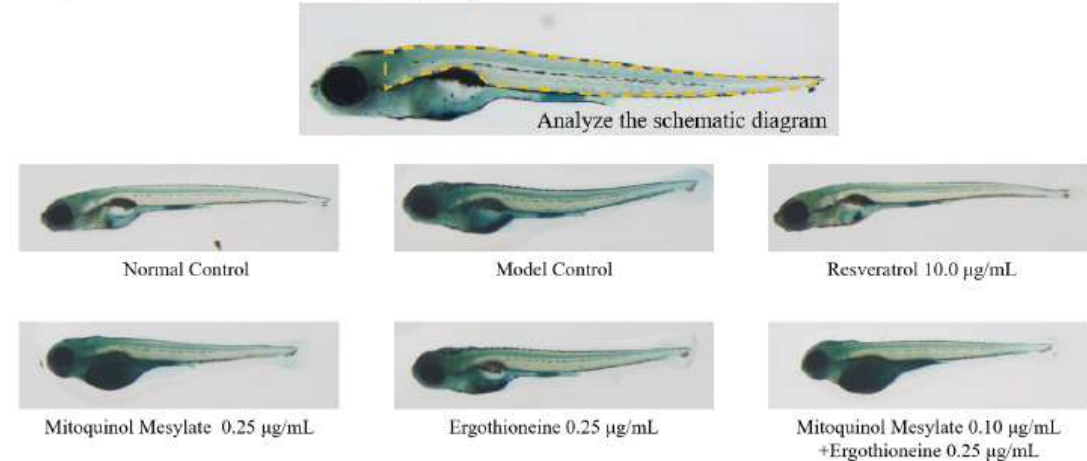 Analyze the schematic diagram
Normal Control
Model Control
Resveratrol 10.0 μg/mL
Mitoquinol Mesylate 0.25 μg/mL
Ergothioneine 0.25 μg/mL
Mitoquinol Mesylate 0.10 μg/mL
+Ergothioneine 0.25 μg/mL